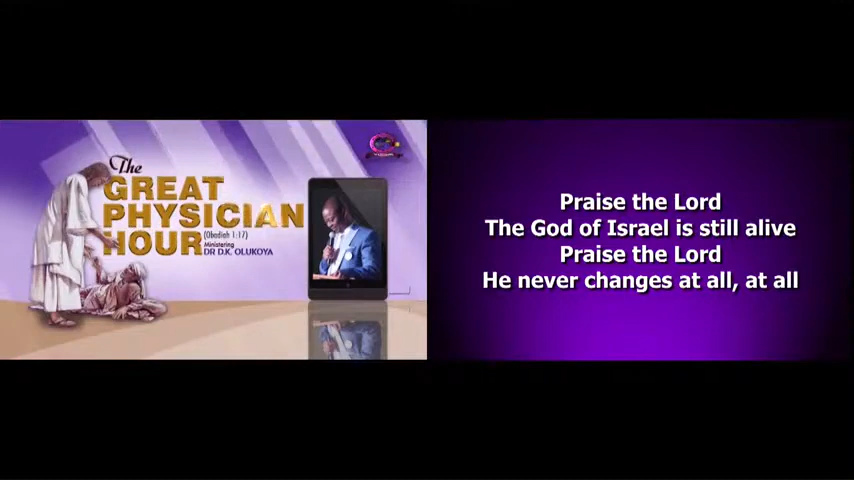 The
GREAT
PHYSICIAN
HOUR
(Obadiah 1:17)
Ministering
DR D.K. OLUKOYA
Praise the Lord
The God of Israel is still alive
Praise the Lord
He never changes at all, at all